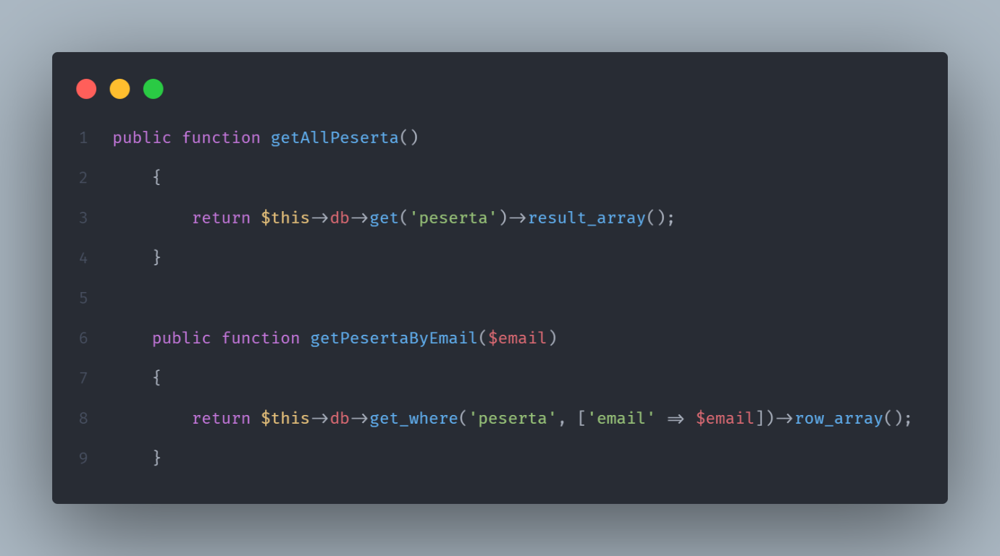 1 public function getAllPeserta()
2 {
3 return $this->db->get('peserta')->result_array();
4 }
5
6 public function getPesertaByEmail($email)
7 {
8 return $this->db->get_where('peserta', ['email' => $email])->row_array();
9 }